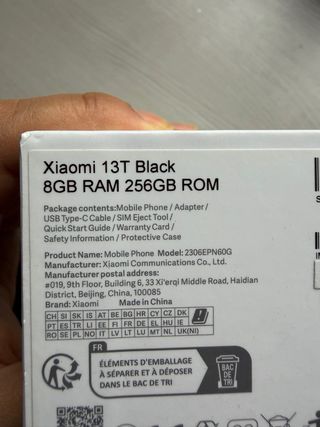 Xiaomi 13T Black
8GB RAM 256GB ROM
Package contents:Mobile Phone / Adapter /
USB Type-C Cable / SIM Eject Tool /
Quick Start Guide / Warranty Card /
Safety Information / Protective Case
Product Name: Mobile Phone Model: 2306EPN60G
Manufacturer: Xiaomi Communications Co., Ltd.
Manufacturer postal address:
#019, 9th Floor, Building 6, 33 Xi'erqi Middle Road, Haidian
District, Beijing, China, 100085
Brand: Xiaomi Made in China
CH SI SK IS AT BE BG HR CY CZ DK
PT ES TR LI EE FI FR DE EL HU IE
RO SE PL NO IT LV LT LU MT NL UK(NI)
FR
ÉLÉMENTS D'EMBALLAGE
À SÉPARER ET À DÉPOSER
DANS LE BAC DE TRI
BAC
DE
TRI